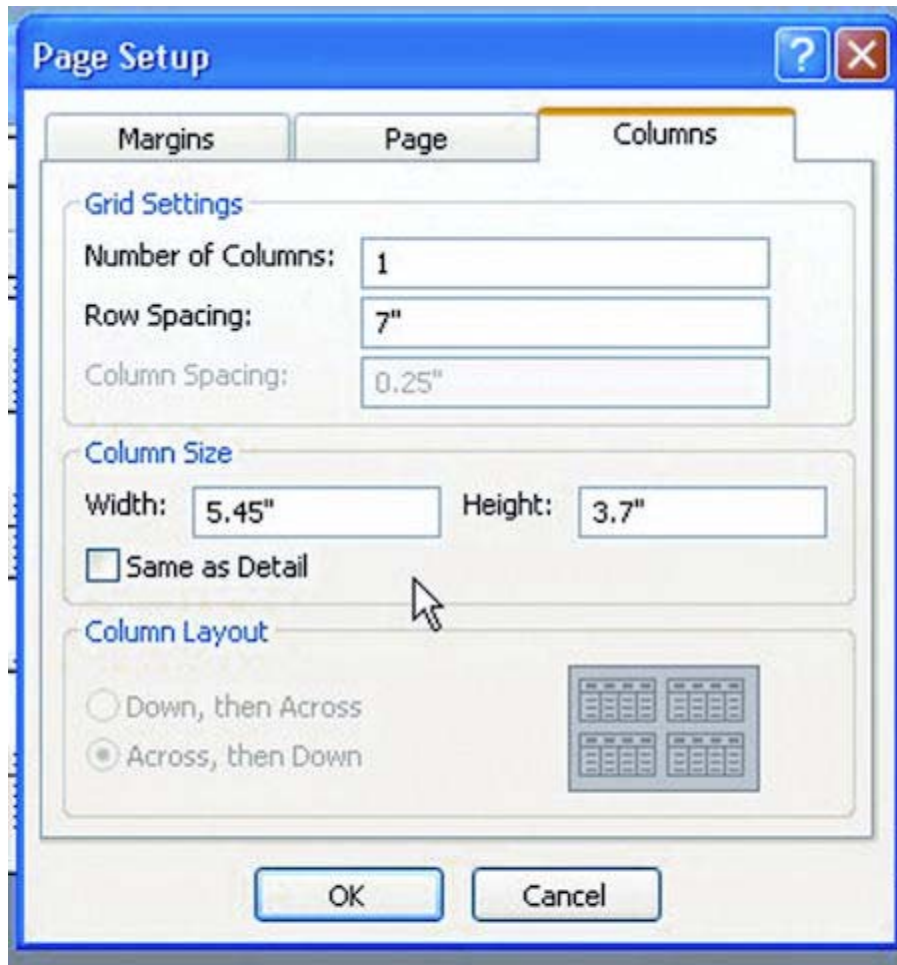 Page Setup
Margins Page Columns
Grid Settings
Number of Columns: 1
Row Spacing: 7"
Column Spacing: 0.25"
Column Size
Width: 5.45" Height: 3.7"
Same as Detail
Column Layout
Down, then Across
Across, then Down
OK Cancel